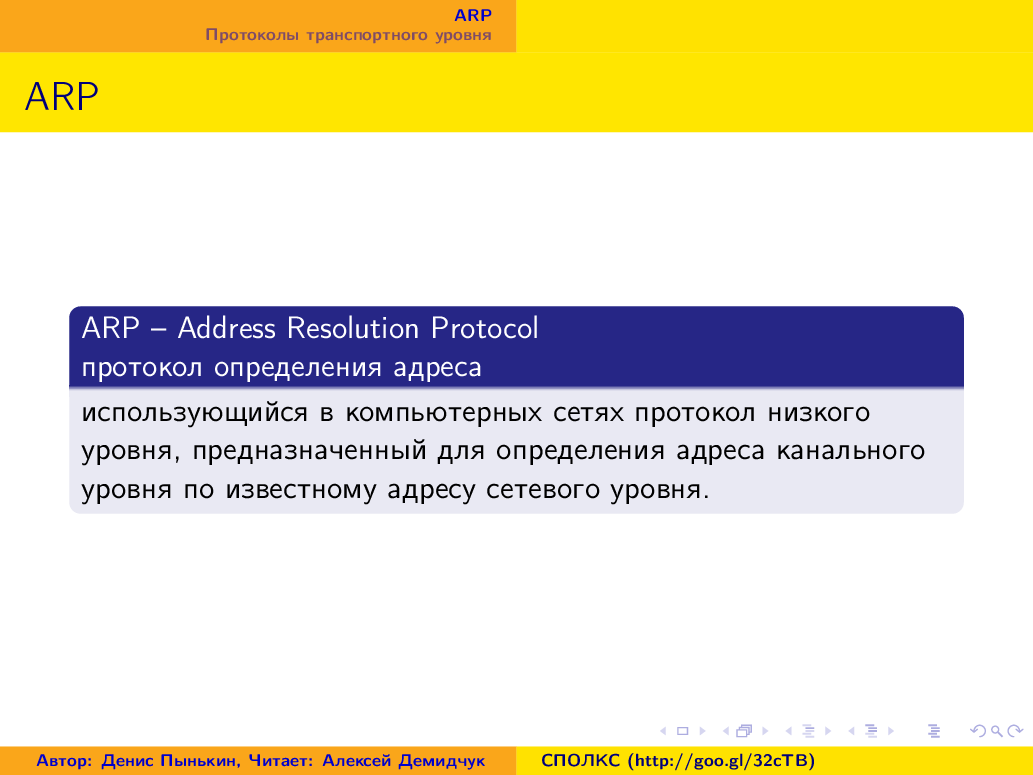 ARP
Протоколы транспортного уровня
ARP
ARP – Address Resolution Protocol
протокол определения адреса
использующийся в компьютерных сетях протокол низкого
уровня, предназначенный для определения адреса канального
уровня по известному адресу сетевого уровня.
Автор: Денис Пынькин, Читает: Алексей Демидчук
СПОЛКС (http://goo.gl/32cTB)